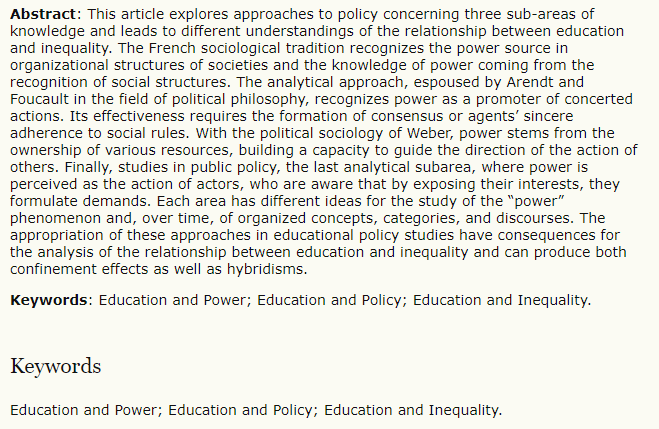 Abstract: This article explores approaches to policy concerning three sub-areas of
knowledge and leads to different understandings of the relationship between education
and inequality. The French sociological tradition recognizes the power source in
organizational structures of societies and the knowledge of power coming from the
recognition of social structures. The analytical approach, espoused by Arendt and
Foucault in the field of political philosophy, recognizes power as a promoter of concerted
actions. Its effectiveness requires the formation of consensus or agents’ sincere
adherence to social rules. With the political sociology of Weber, power stems from the
ownership of various resources, building a capacity to guide the direction of the action of
others. Finally, studies in public policy, the last analytical subarea, where power is
perceived as the action of actors, who are aware that by exposing their interests, they
formulate demands. Each area has different ideas for the study of the “power”
phenomenon and, over time, of organized concepts, categories, and discourses. The
appropriation of these approaches in educational policy studies have consequences for
the analysis of the relationship between education and inequality and can produce both
confinement effects as well as hybridisms.
Keywords: Education and Power; Education and Policy; Education and Inequality.
Keywords
Education and Power; Education and Policy; Education and Inequality.